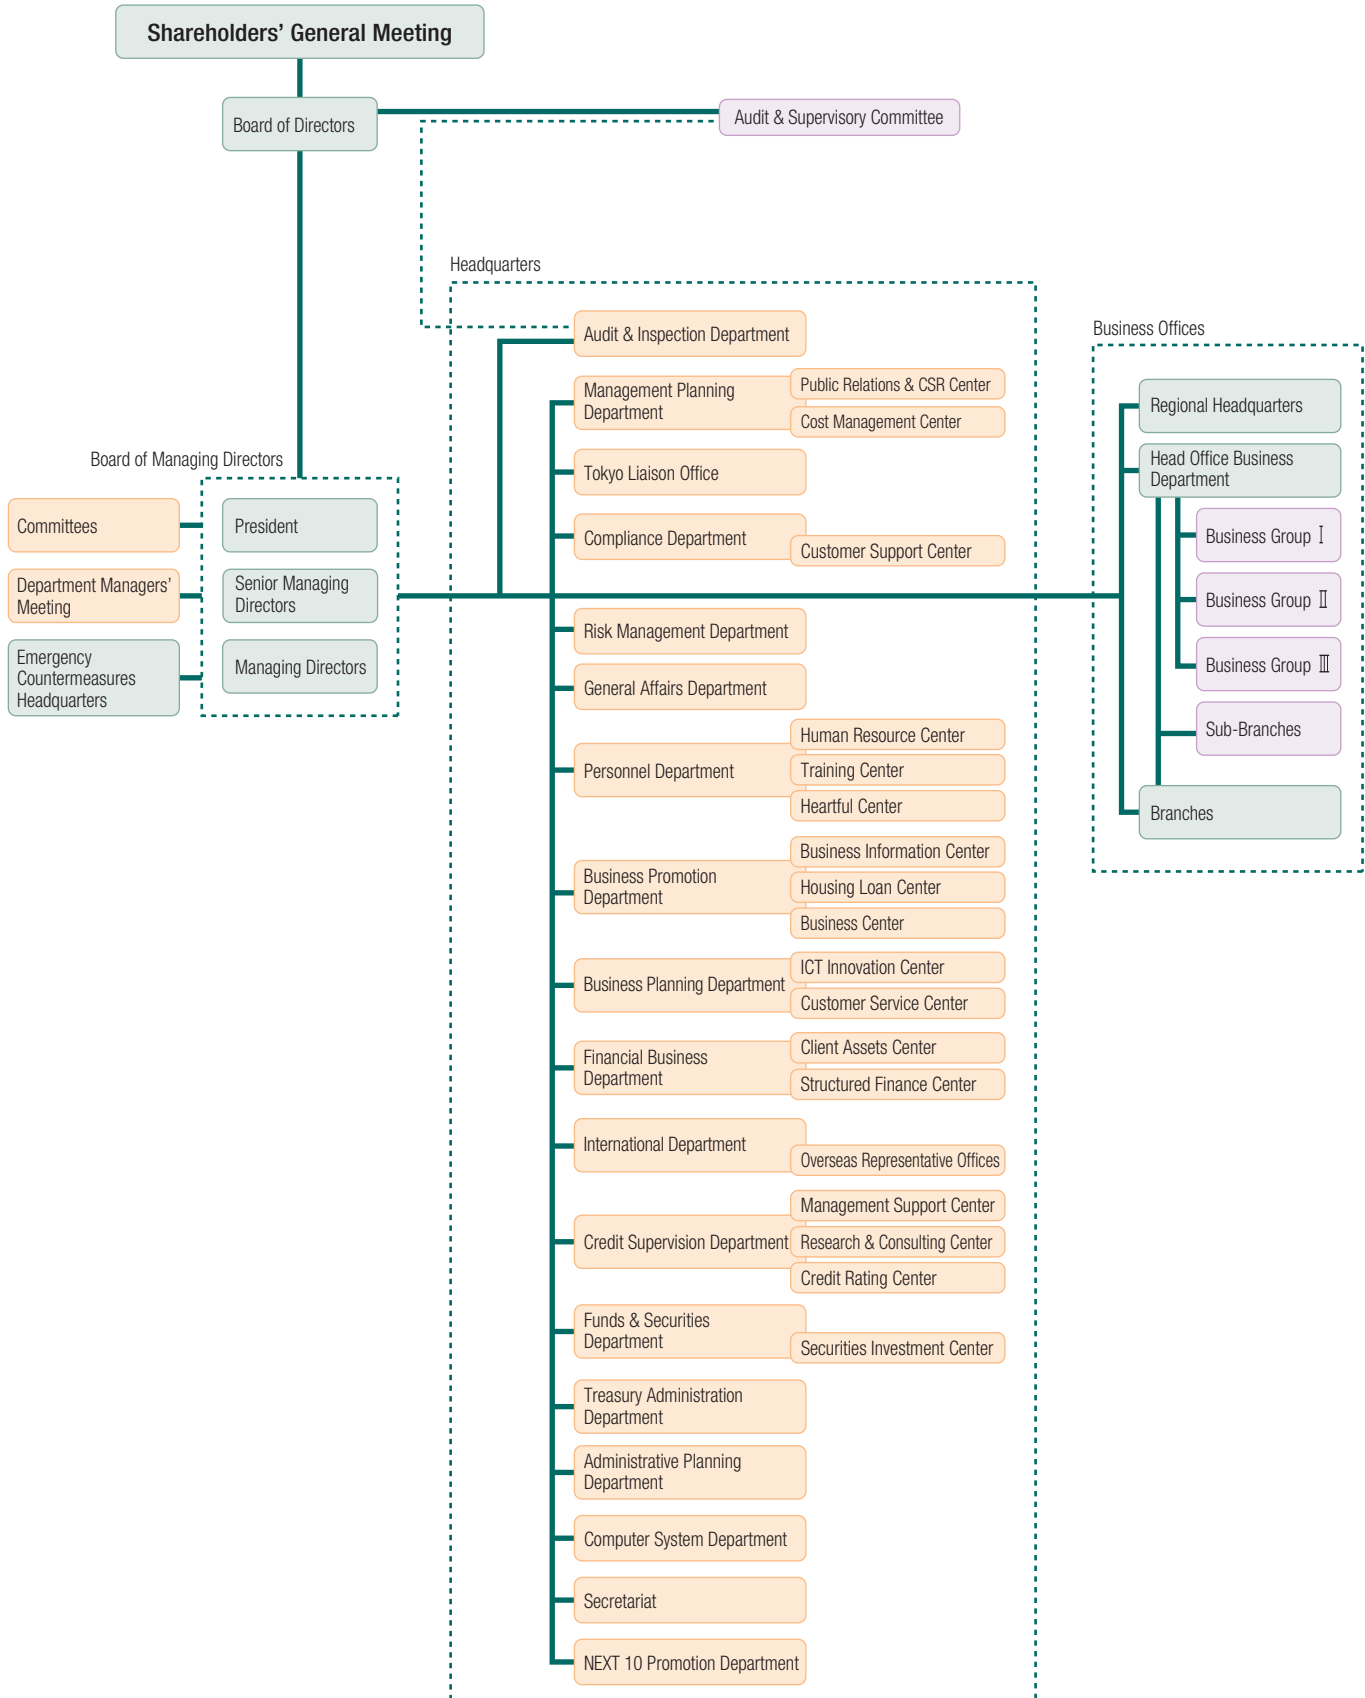 Shareholders’ General Meeting
Board of Directors
Audit & Supervisory Committee
Board of Managing Directors
Committees
Department Managers’
Meeting
Emergency
Countermeasures
Headquarters
President
Senior Managing
Directors
Managing Directors
Headquarters
Audit & Inspection Department
Management Planning
Department
Public Relations & CSR Center
Cost Management Center
Tokyo Liaison Office
Compliance Department
Customer Support Center
Risk Management Department
General Affairs Department
Personnel Department
Human Resource Center
Training Center
Heartful Center
Business Promotion
Department
Business Information Center
Housing Loan Center
Business Center
Business Planning Department
ICT Innovation Center
Customer Service Center
Financial Business
Department
Client Assets Center
Structured Finance Center
International Department
Overseas Representative Offices
Credit Supervision Department
Management Support Center
Research & Consulting Center
Credit Rating Center
Funds & Securities
Department
Securities Investment Center
Treasury Administration
Department
Administrative Planning
Department
Computer System Department
Secretariat
NEXT 10 Promotion Department
Business Offices
Regional Headquarters
Head Office Business
Department
Business Group Ⅰ
Business Group Ⅱ
Business Group Ⅲ
Sub-Branches
Branches